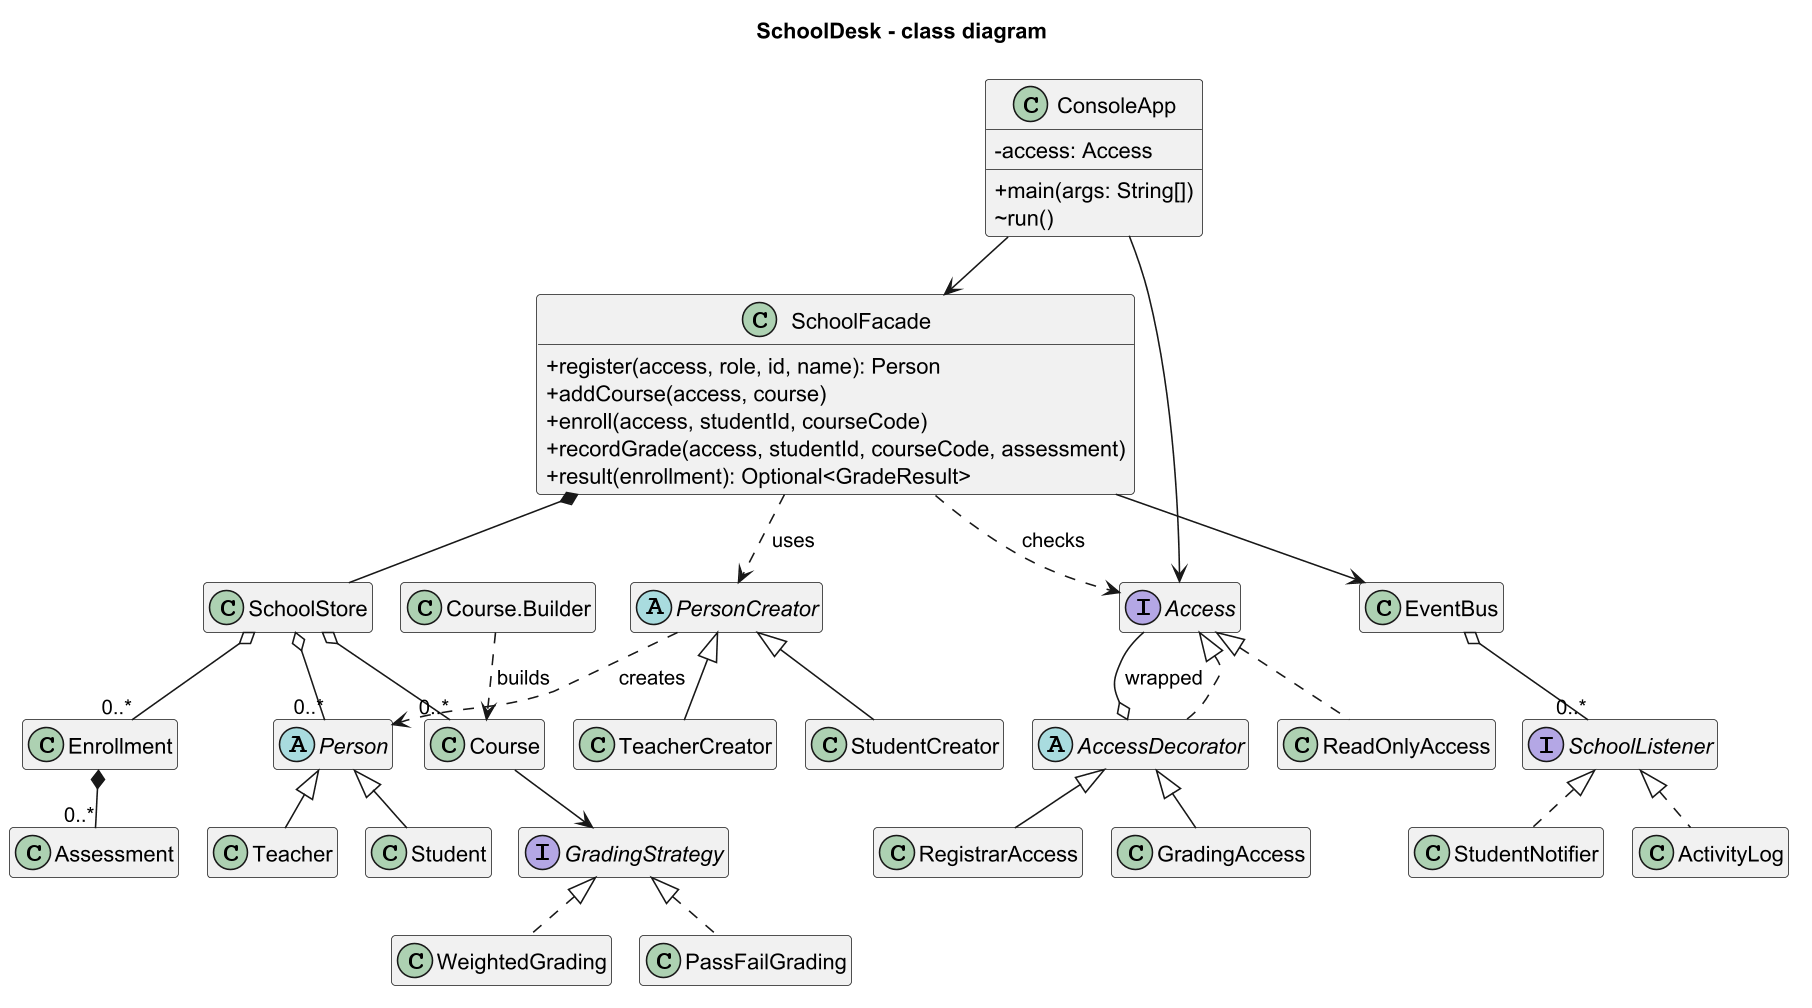 SchoolDesk - class diagram
C ConsoleApp
-access: Access
+main(args: String[])
~run()
C SchoolFacade
+register(access, role, id, name): Person
+addCourse(access, course)
+enroll(access, studentId, courseCode)
+recordGrade(access, studentId, courseCode, assessment)
+result(enrollment): Optional<GradeResult>
uses
checks
C SchoolStore
C Course.Builder
A PersonCreator
I Access
C EventBus
builds
creates
wrapped
0..*
0..*
0..*
0..*
C Enrollment
A Person
C Course
C TeacherCreator
C StudentCreator
A AccessDecorator
C ReadOnlyAccess
I SchoolListener
0..*
C Assessment
C Teacher
C Student
I GradingStrategy
C RegistrarAccess
C GradingAccess
C StudentNotifier
C ActivityLog
C WeightedGrading
C PassFailGrading